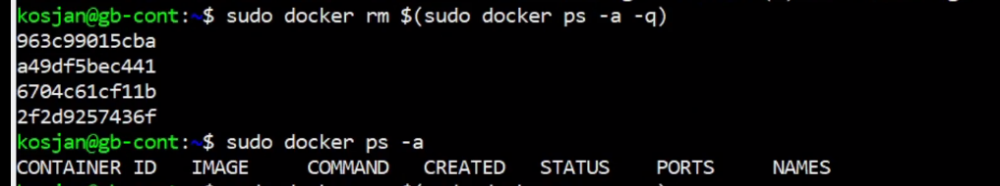 kosjan@gb-cont:~$ sudo docker rm $(sudo docker ps -a -q)
963c99015cba
a49df5bec441
6704c61cf11b
2f2d9257436f
kosjan@gb-cont:~$ sudo docker ps -a
CONTAINER ID IMAGE COMMAND CREATED STATUS PORTS NAMES